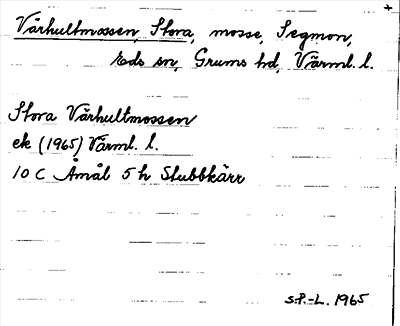 Vårhultmossen, Stora, mosse, Segmon,
Eds sn, Grums hd, Värml. l.
Stora Vårhultmossen
ek (1965) Värml. l.
10 C Åmål 5 h Stubbkärr
S.P.-L. 1965